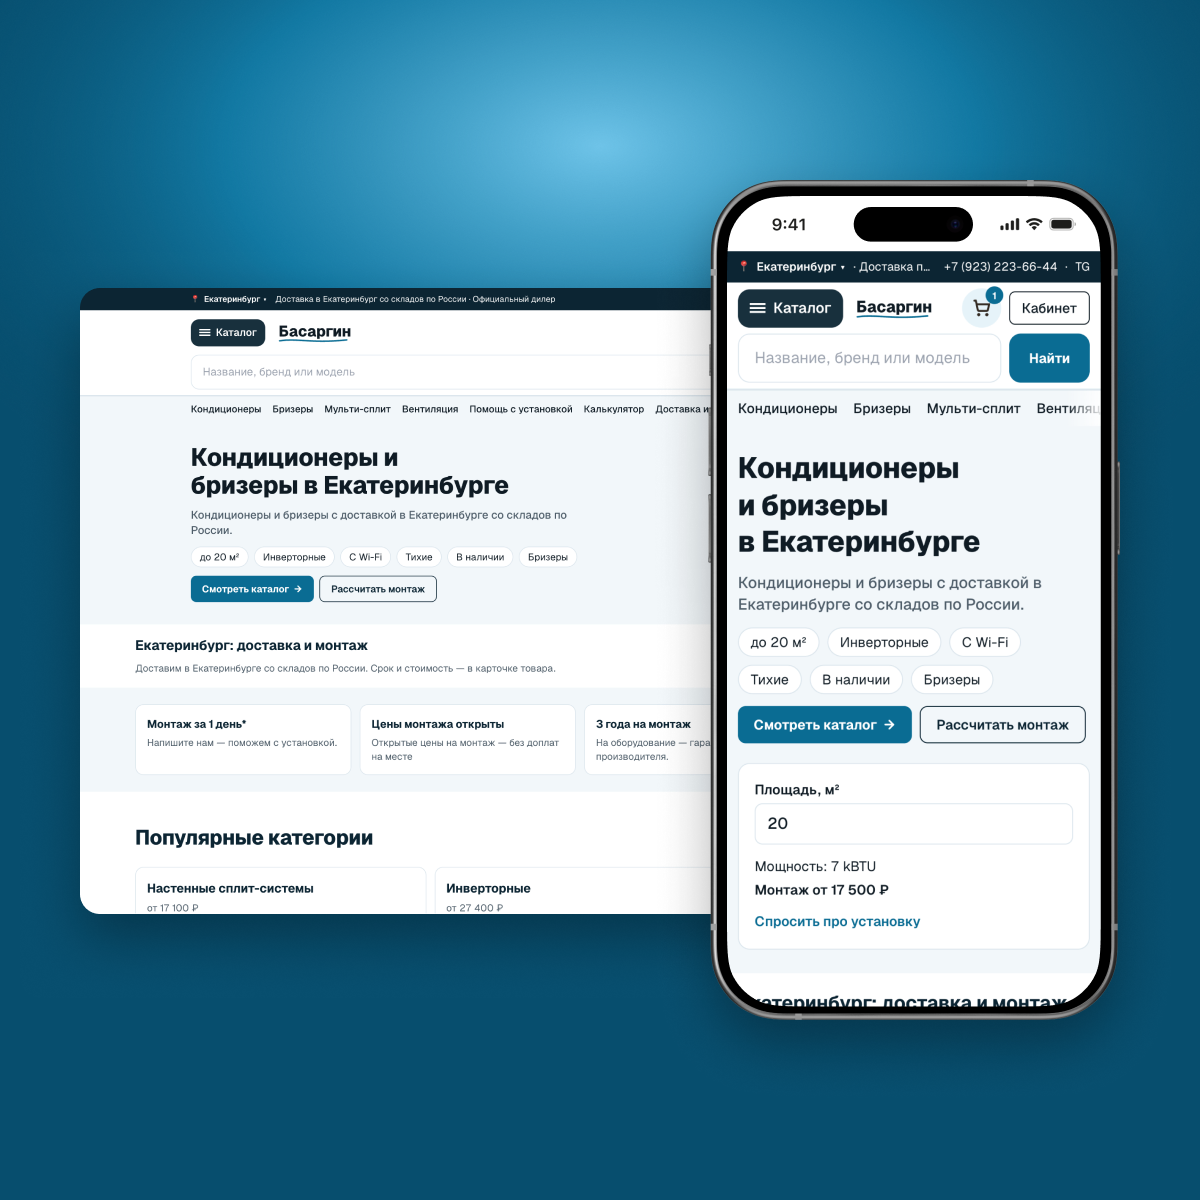 Екатеринбург · Доставка в Екатеринбург со складов по России · Официальный дилер
Каталог
Басаргин
Название, бренд или модель
Кондиционеры Бризеры Мульти-сплит Вентиляция Помощь с установкой Калькулятор Доставка и
Кондиционеры и
бризеры в Екатеринбурге
Кондиционеры и бризеры с доставкой в Екатеринбурге со складов по
России.
до 20 м² Инверторные С Wi-Fi Тихие В наличии Бризеры
Смотреть каталог → Рассчитать монтаж
Екатеринбург: доставка и монтаж
Доставим в Екатеринбурге со складов по России. Срок и стоимость — в карточке товара.
Монтаж за 1 день*
Напишите нам — поможем с установкой.
Цены монтажа открыты
Открытые цены на монтаж — без доплат
на месте
3 года на монтаж
На оборудование — гара
производителя.
Популярные категории
Настенные сплит-системы
от 17 100 ₽
Инверторные
от 27 400 ₽
9:41
Екатеринбург · Доставка п... +7 (923) 223-66-44 · TG
Каталог Басаргин 1 Кабинет
Название, бренд или модель Найти
Кондиционеры Бризеры Мульти-сплит Вентиляц
Кондиционеры
и бризеры
в Екатеринбурге
Кондиционеры и бризеры с доставкой в
Екатеринбурге со складов по России.
до 20 м² Инверторные С Wi-Fi
Тихие В наличии Бризеры
Смотреть каталог → Рассчитать монтаж
Площадь, м²
20
Мощность: 7 kBTU
Монтаж от 17 500 ₽
Спросить про установку
катеринбург: доставка и монтаж